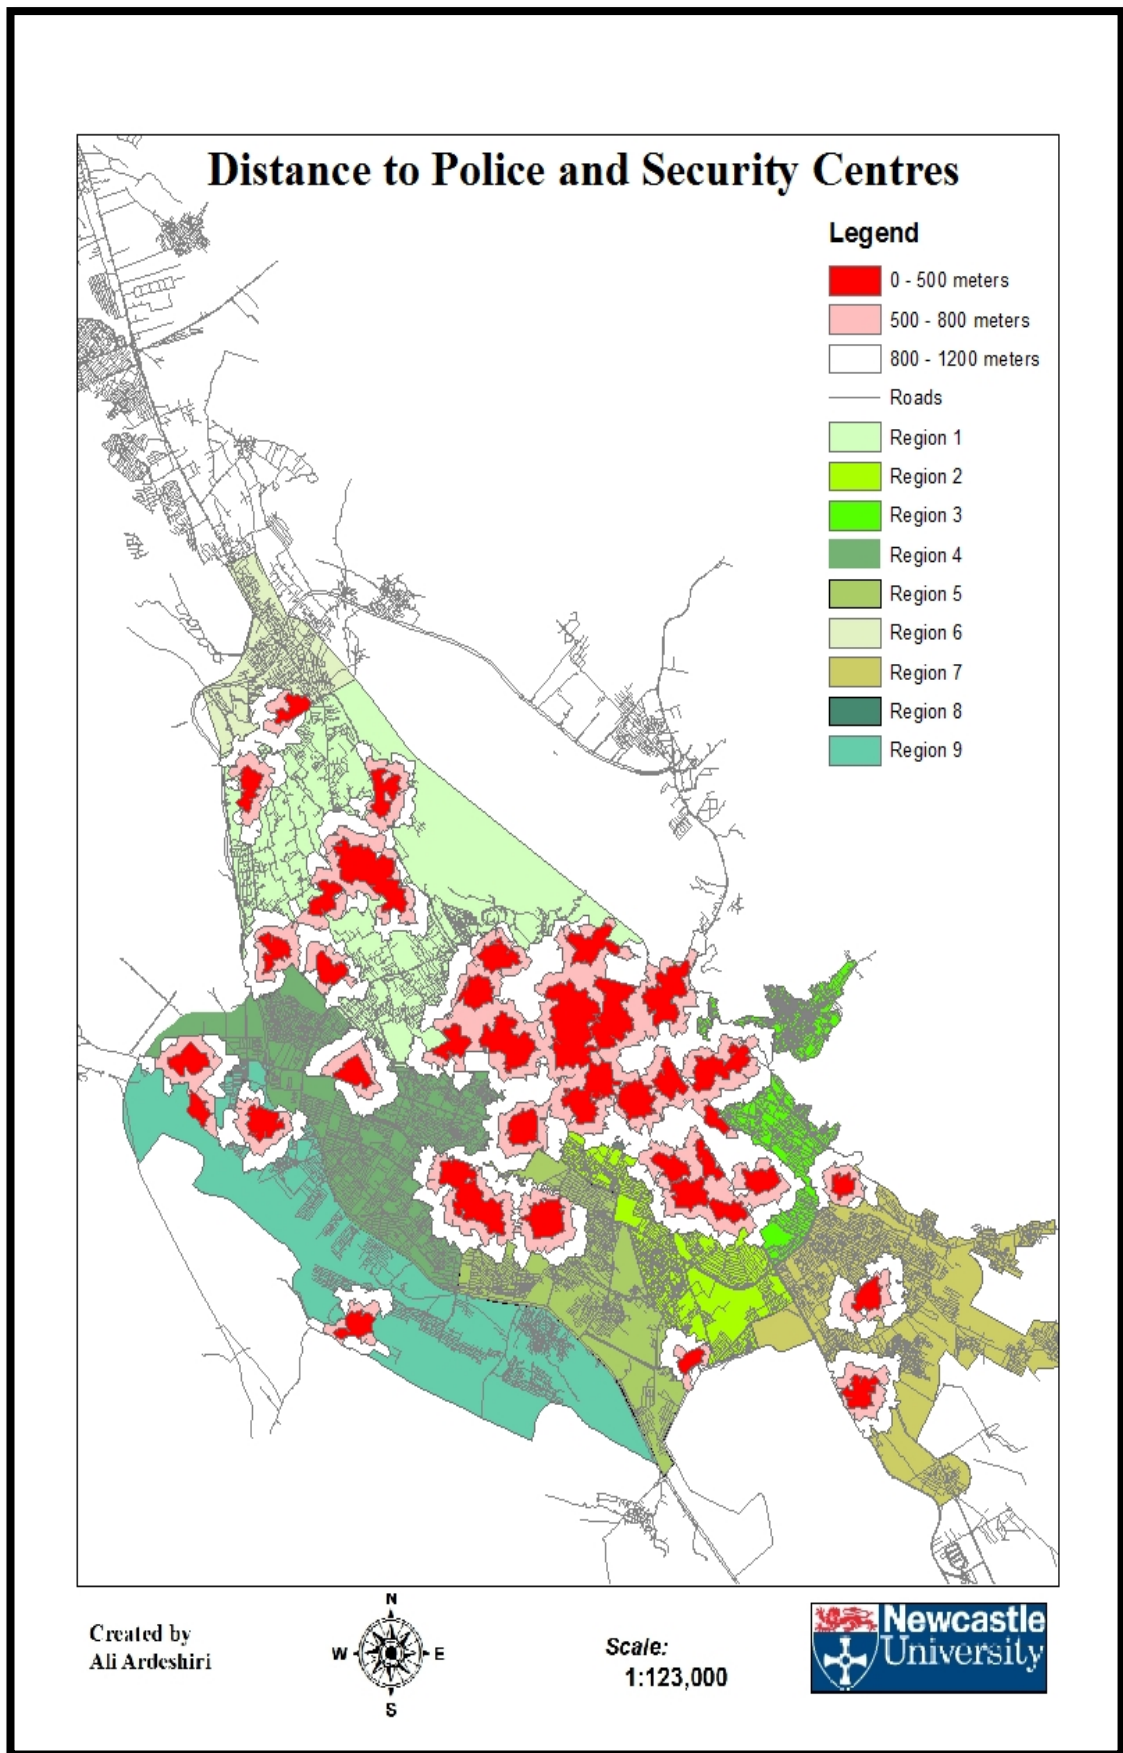 Distance to Police and Security Centres
Legend
0 - 500 meters
500 - 800 meters
800 - 1200 meters
Roads
Region 1
Region 2
Region 3
Region 4
Region 5
Region 6
Region 7
Region 8
Region 9
Created by
Ali Ardeshiri
N
W
E
S
Scale:
1:123,000
Newcastle
University